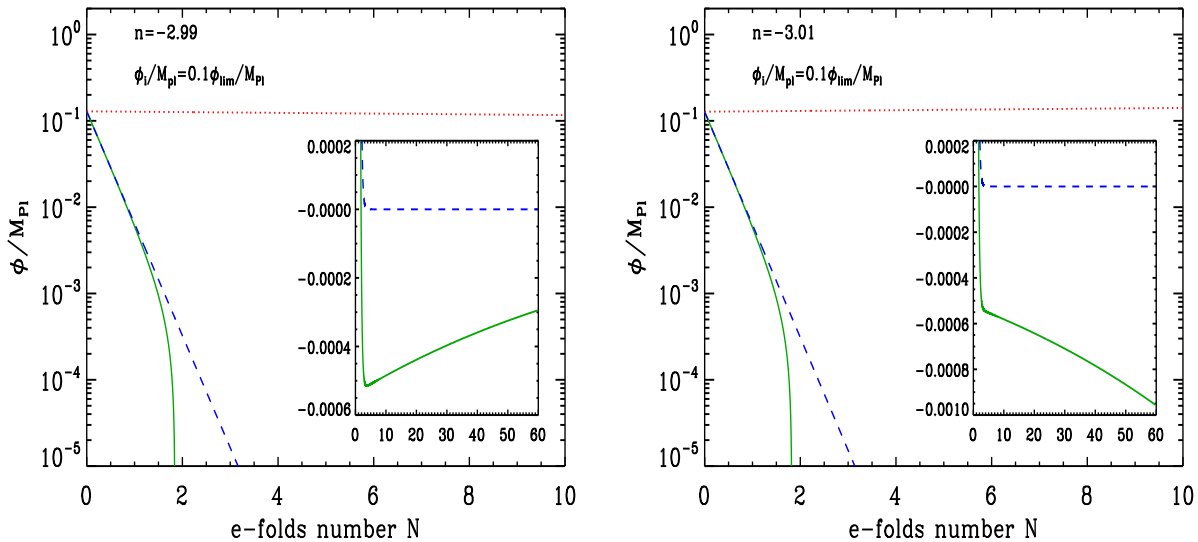 n=−2.99
ϕi/Mpl=0.1ϕlim/MPl
10^0
10^-1
10^-2
10^-3
10^-4
10^-5
ϕ/MPl
0.0002
−0.0000
−0.0002
−0.0004
−0.0006
0 10 20 30 40 50 60
0 2 4 6 8 10
e−folds number N
n=−3.01
ϕi/Mpl=0.1ϕlim/MPl
10^0
10^-1
10^-2
10^-3
10^-4
10^-5
ϕ/MPl
0.0002
−0.0000
−0.0002
−0.0004
−0.0006
−0.0008
−0.0010
0 10 20 30 40 50 60
0 2 4 6 8 10
e−folds number N